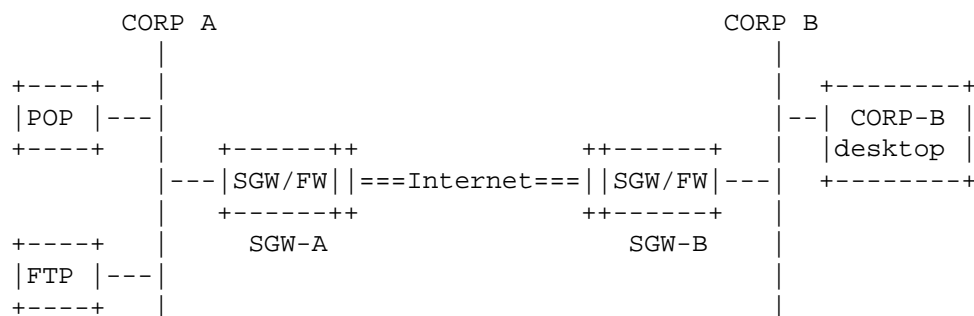 CORP A CORP B
POP CORP-B
desktop
SGW/FW ===Internet=== SGW/FW
SGW-A SGW-B
FTP